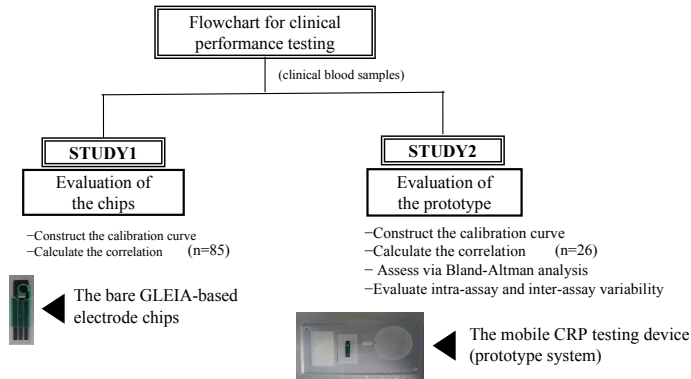 Flowchart for clinical
performance testing
(clinical blood samples)
STUDY1
Evaluation of
the chips
−Construct the calibration curve
−Calculate the correlation (n=85)
The bare GLEIA-based
electrode chips
STUDY2
Evaluation of
the prototype
−Construct the calibration curve
−Calculate the correlation (n=26)
− Assess via Bland-Altman analysis
−Evaluate intra-assay and inter-assay variability
The mobile CRP testing device
(prototype system)